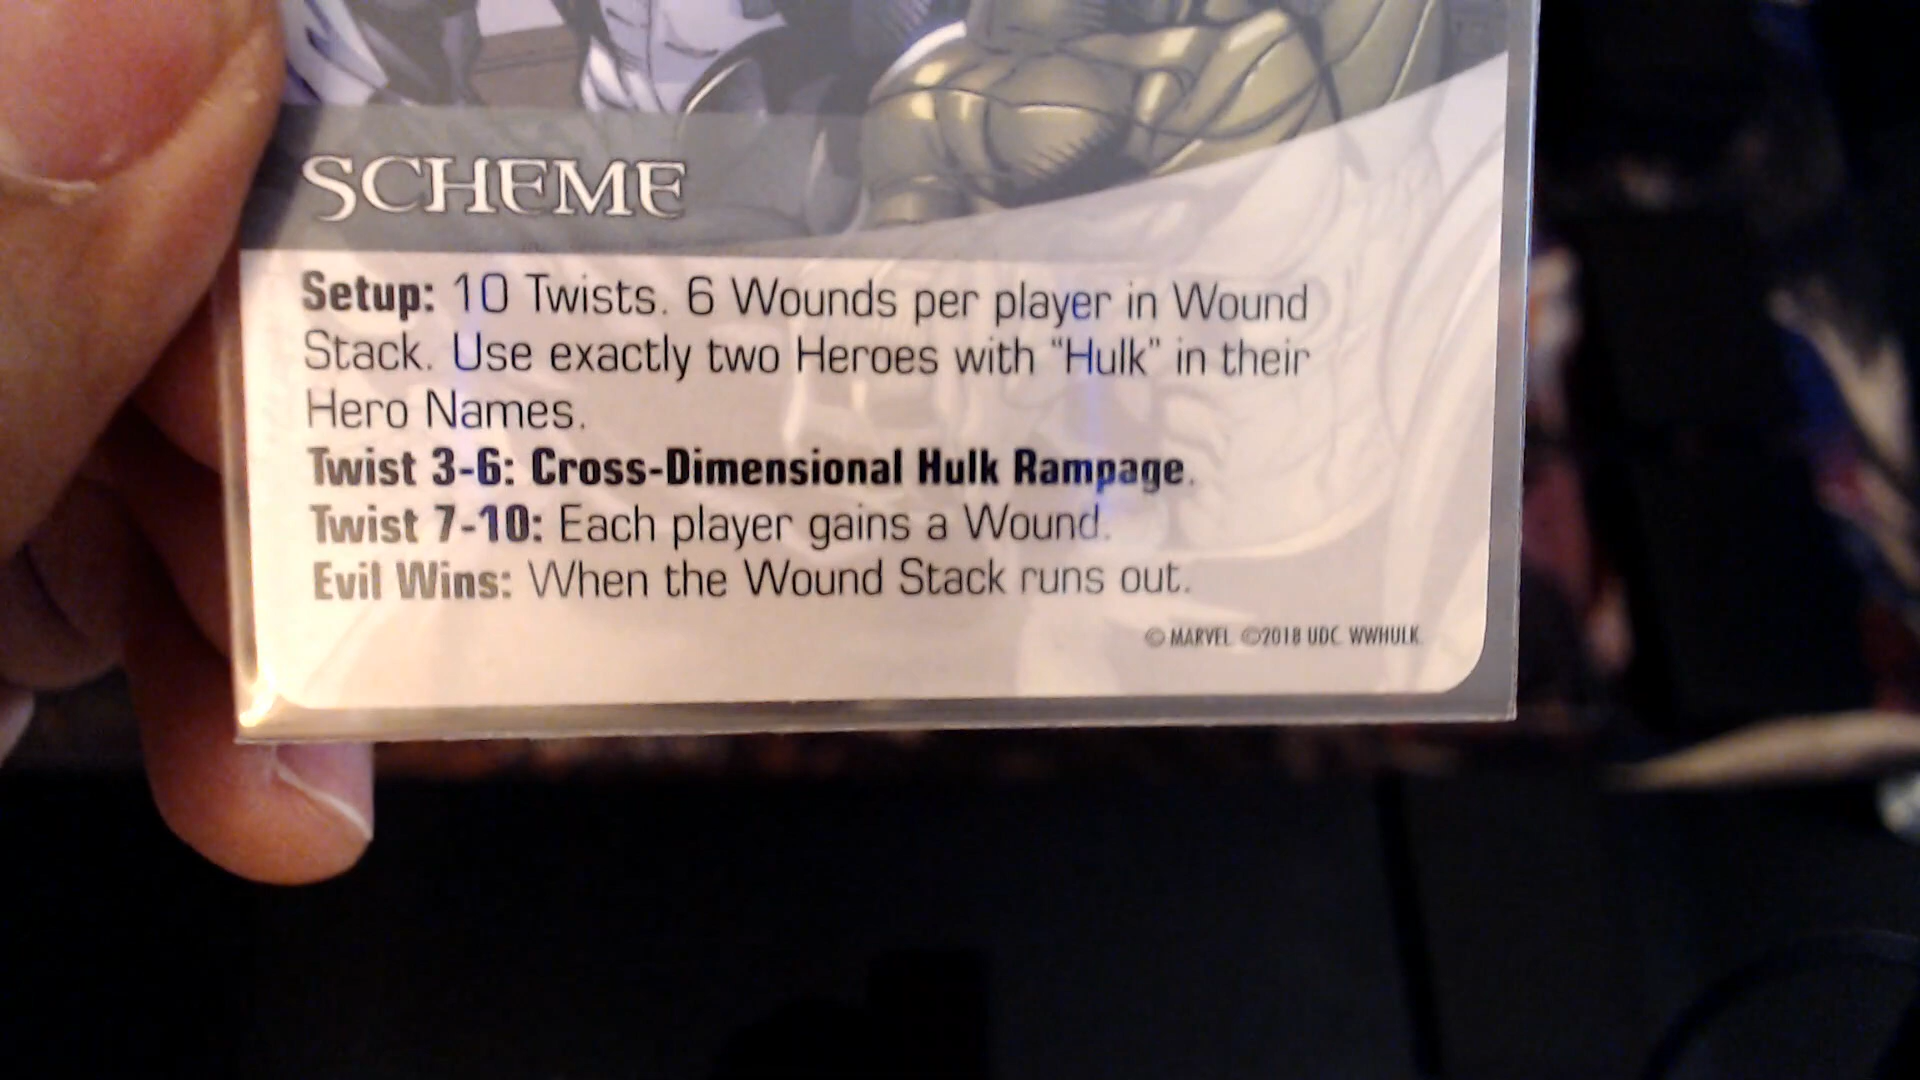 SCHEME
Setup: 10 Twists. 6 Wounds per player in Wound
Stack. Use exactly two Heroes with “Hulk” in their
Hero Names.
Twist 3-6: Cross-Dimensional Hulk Rampage.
Twist 7-10: Each player gains a Wound.
Evil Wins: When the Wound Stack runs out.
© MARVEL ©2018 UDC WWHULK